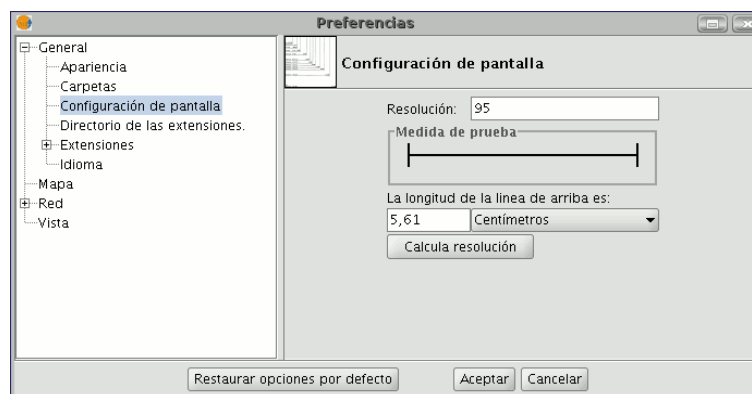 Preferencias
General
Apariencia
Carpetas
Configuración de pantalla
Directorio de las extensiones.
Extensiones
Idioma
Mapa
Red
Vista
Configuración de pantalla
Resolución: 95
Medida de prueba
La longitud de la linea de arriba es:
5,61 Centímetros
Calcula resolución
Restaurar opciones por defecto Aceptar Cancelar